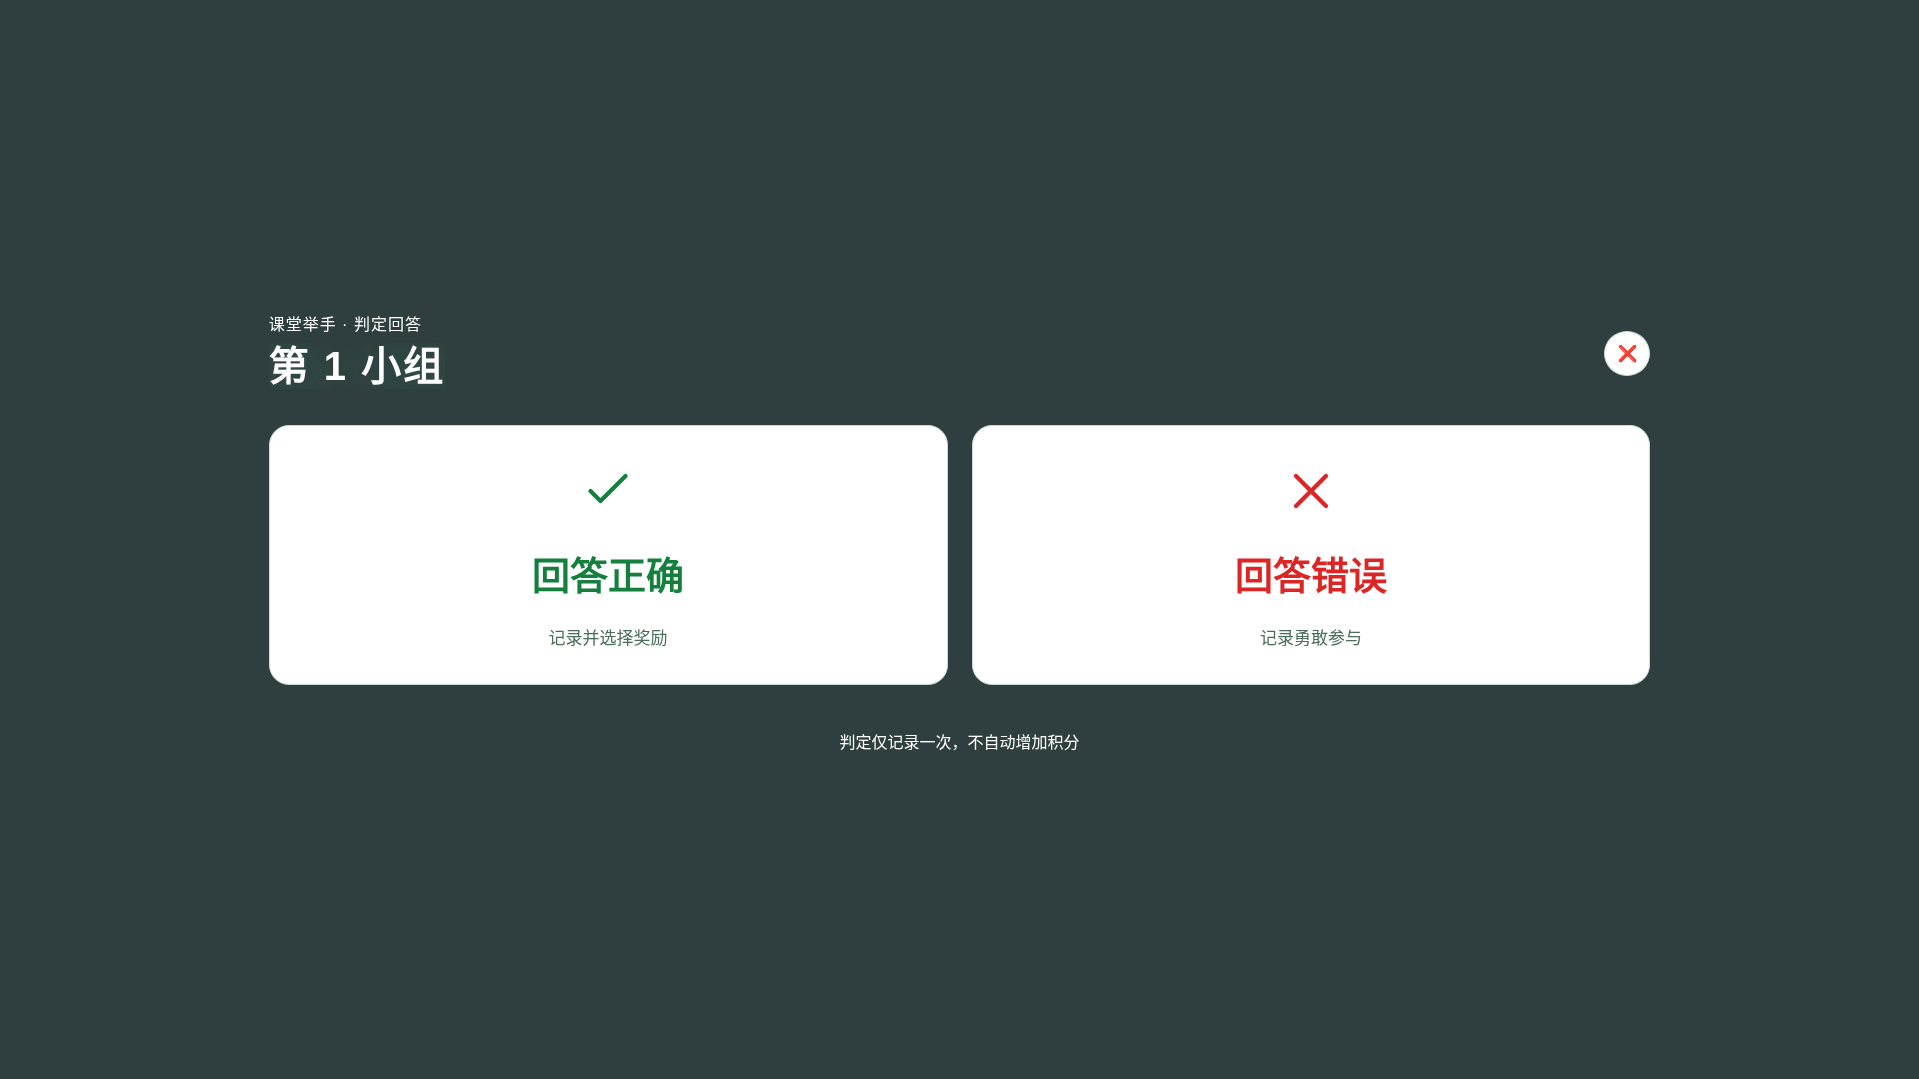 课堂举手 · 判定回答
第 1 小组
回答正确
记录并选择奖励
回答错误
记录勇敢参与
判定仅记录一次，不自动增加积分